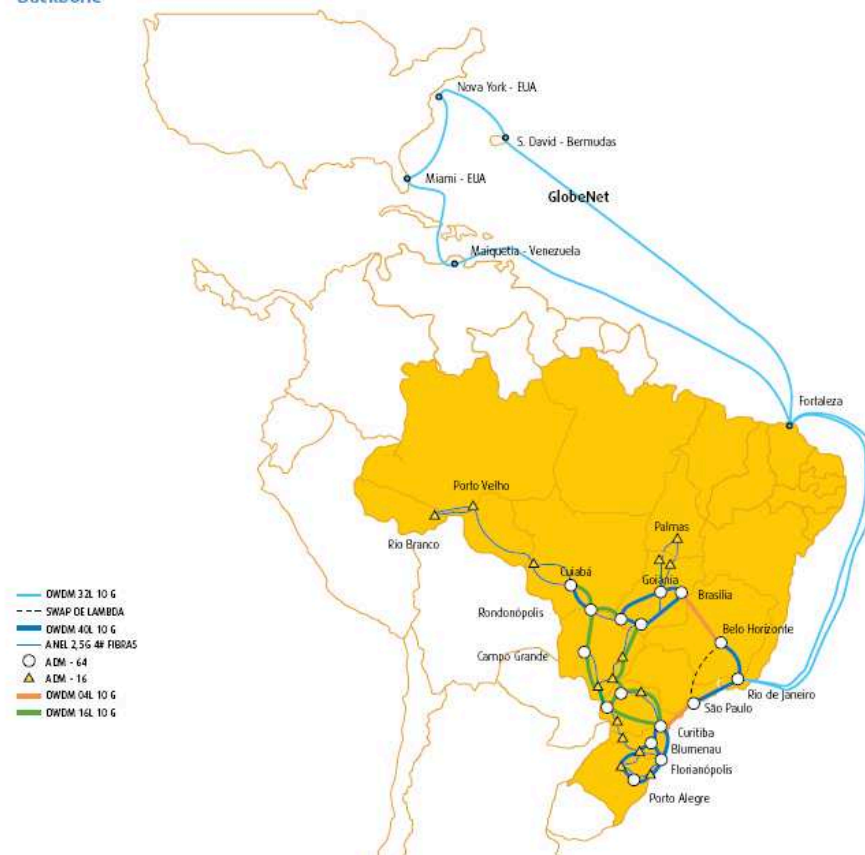 Backbone
Nova York - EUA
S. David - Bermudas
Miami - EUA
GlobeNet
Maiquetia - Venezuela
Fortaleza
Porto Velho
Rio Branco
Palmas
Cuiabá
Goiânia
Brasília
Rondonópolis
Belo Horizonte
Campo Grande
Rio de Janeiro
São Paulo
Curitiba
Blumenau
Florianópolis
Porto Alegre
DWDM 32L 10 G
SWAP DE LAMBDA
DWDM 40L 10 G
ANEL 2,5G 4# FIBRAS
ADM - 64
ADM - 16
DWDM 04L 10 G
DWDM 16L 10 G